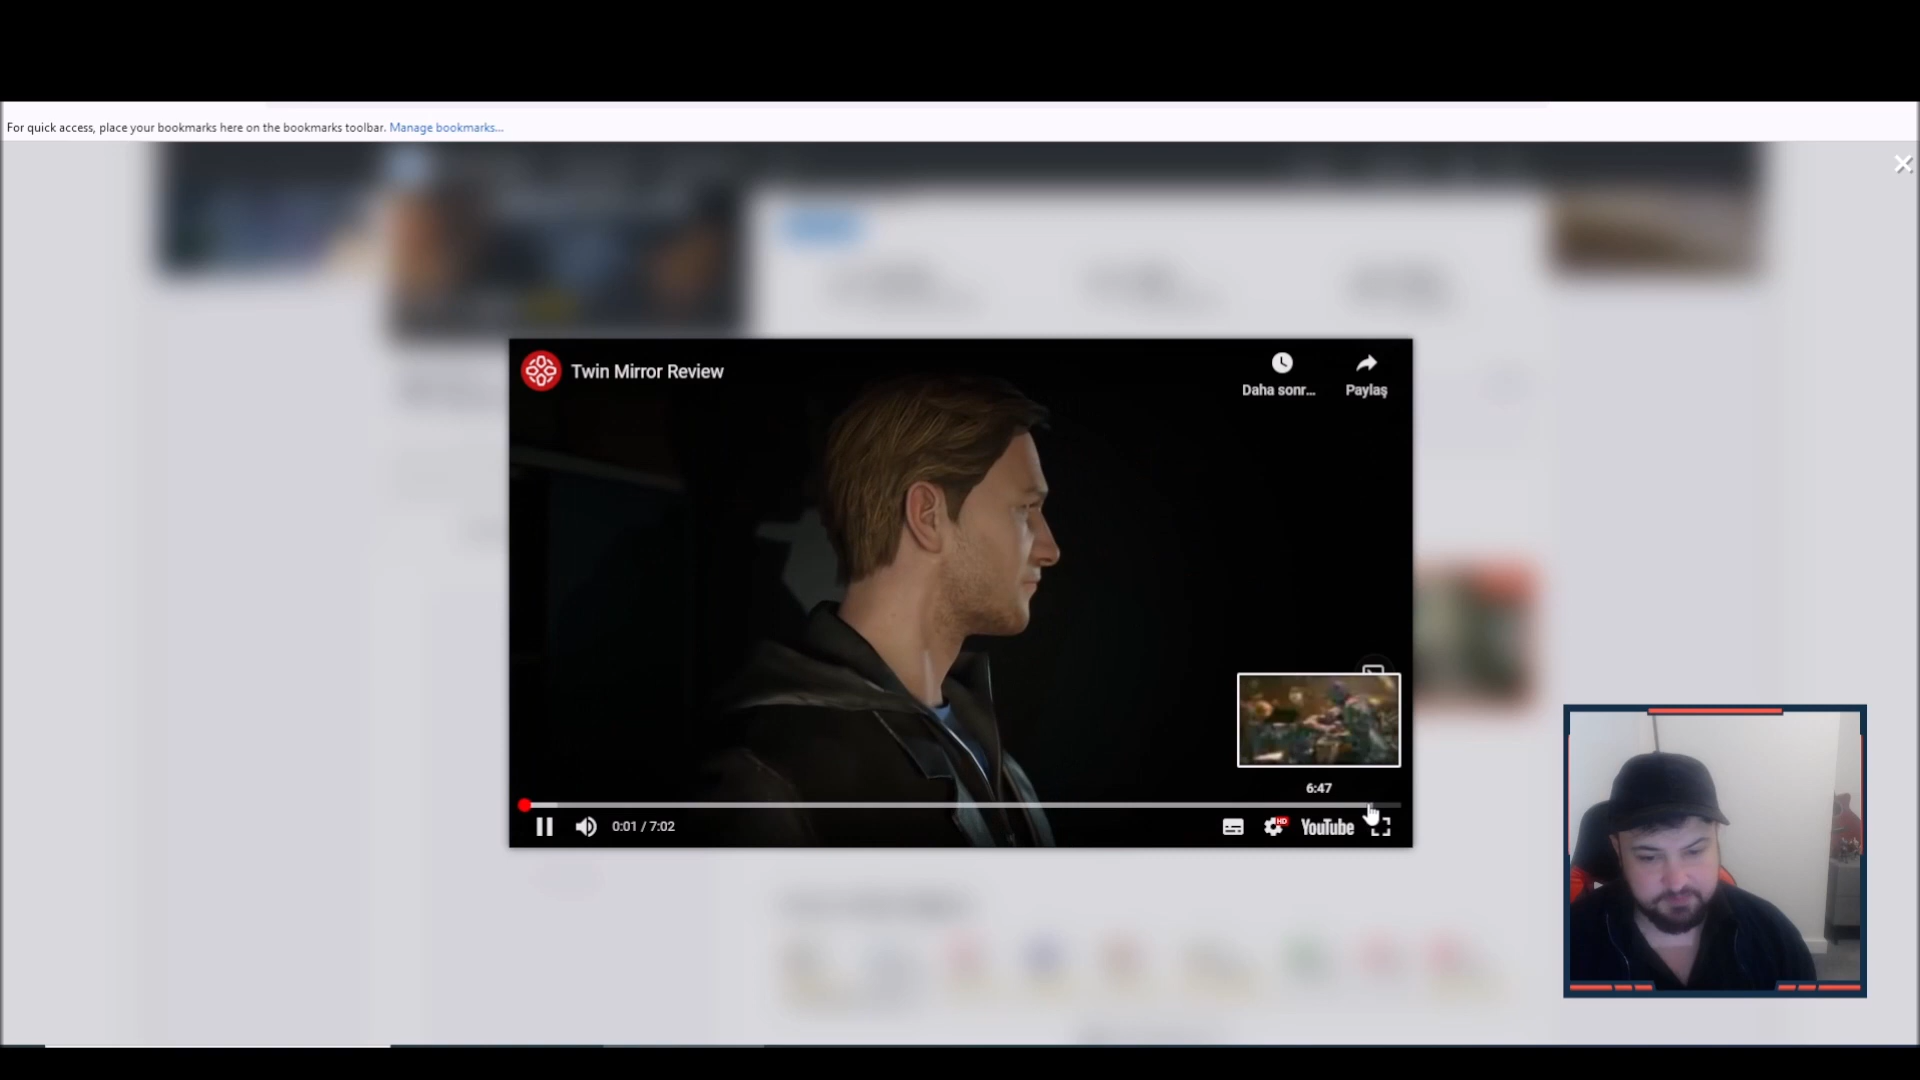 For quick access, place your bookmarks here on the bookmarks toolbar. Manage bookmarks...
Twin Mirror Review
Daha sonr...
Paylaş
6:47
0:01 / 7:02
HD
YouTube